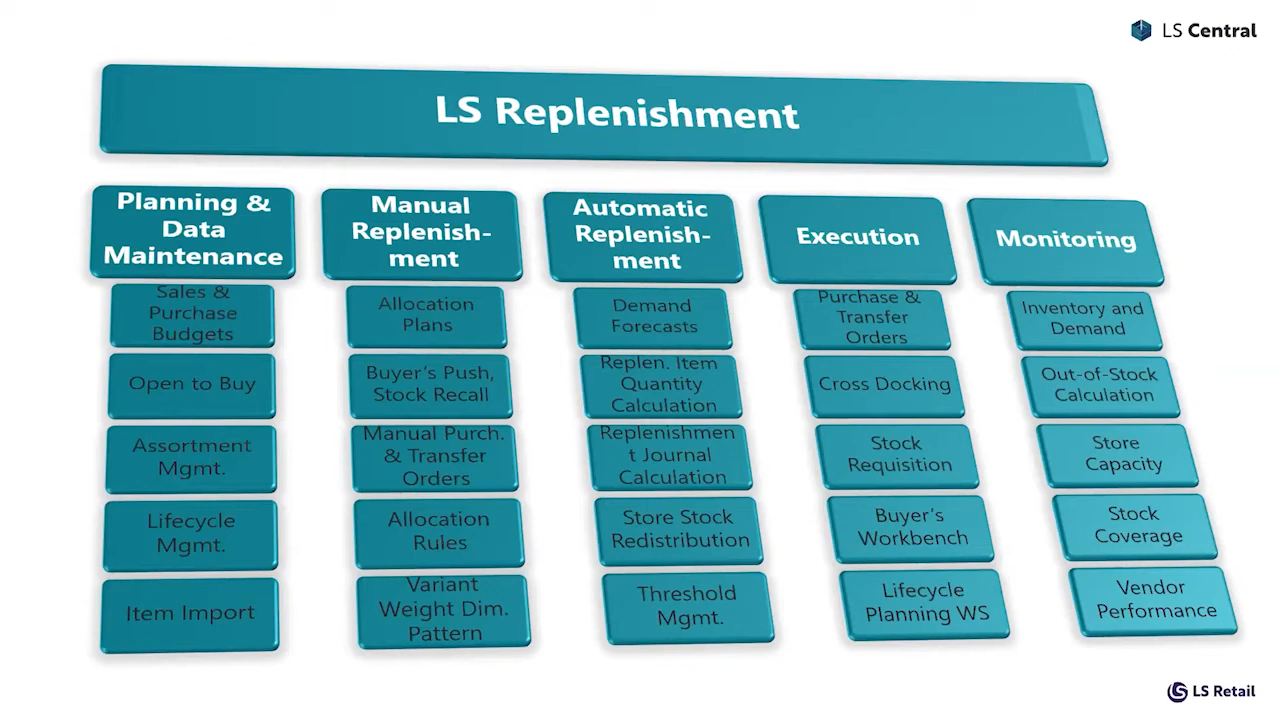 LS Central
LS Replenishment
Planning &
Data
Maintenance
Sales &
Purchase
Budgets
Open to Buy
Assortment
Mgmt.
Lifecycle
Mgmt.
Item Import
Manual
Replenish-
ment
Allocation
Plans
Buyer's Push,
Stock Recall
Manual Purch.
& Transfer
Orders
Allocation
Rules
Variant
Weight Dim.
Pattern
Automatic
Replenish-
ment
Demand
Forecasts
Replen. Item
Quantity
Calculation
Replenishmen
t Journal
Calculation
Store Stock
Redistribution
Threshold
Mgmt.
Execution
Purchase &
Transfer
Orders
Cross Docking
Stock
Requisition
Buyer's
Workbench
Lifecycle
Planning WS
Monitoring
Inventory and
Demand
Out-of-Stock
Calculation
Store
Capacity
Stock
Coverage
Vendor
Performance
LS Retail